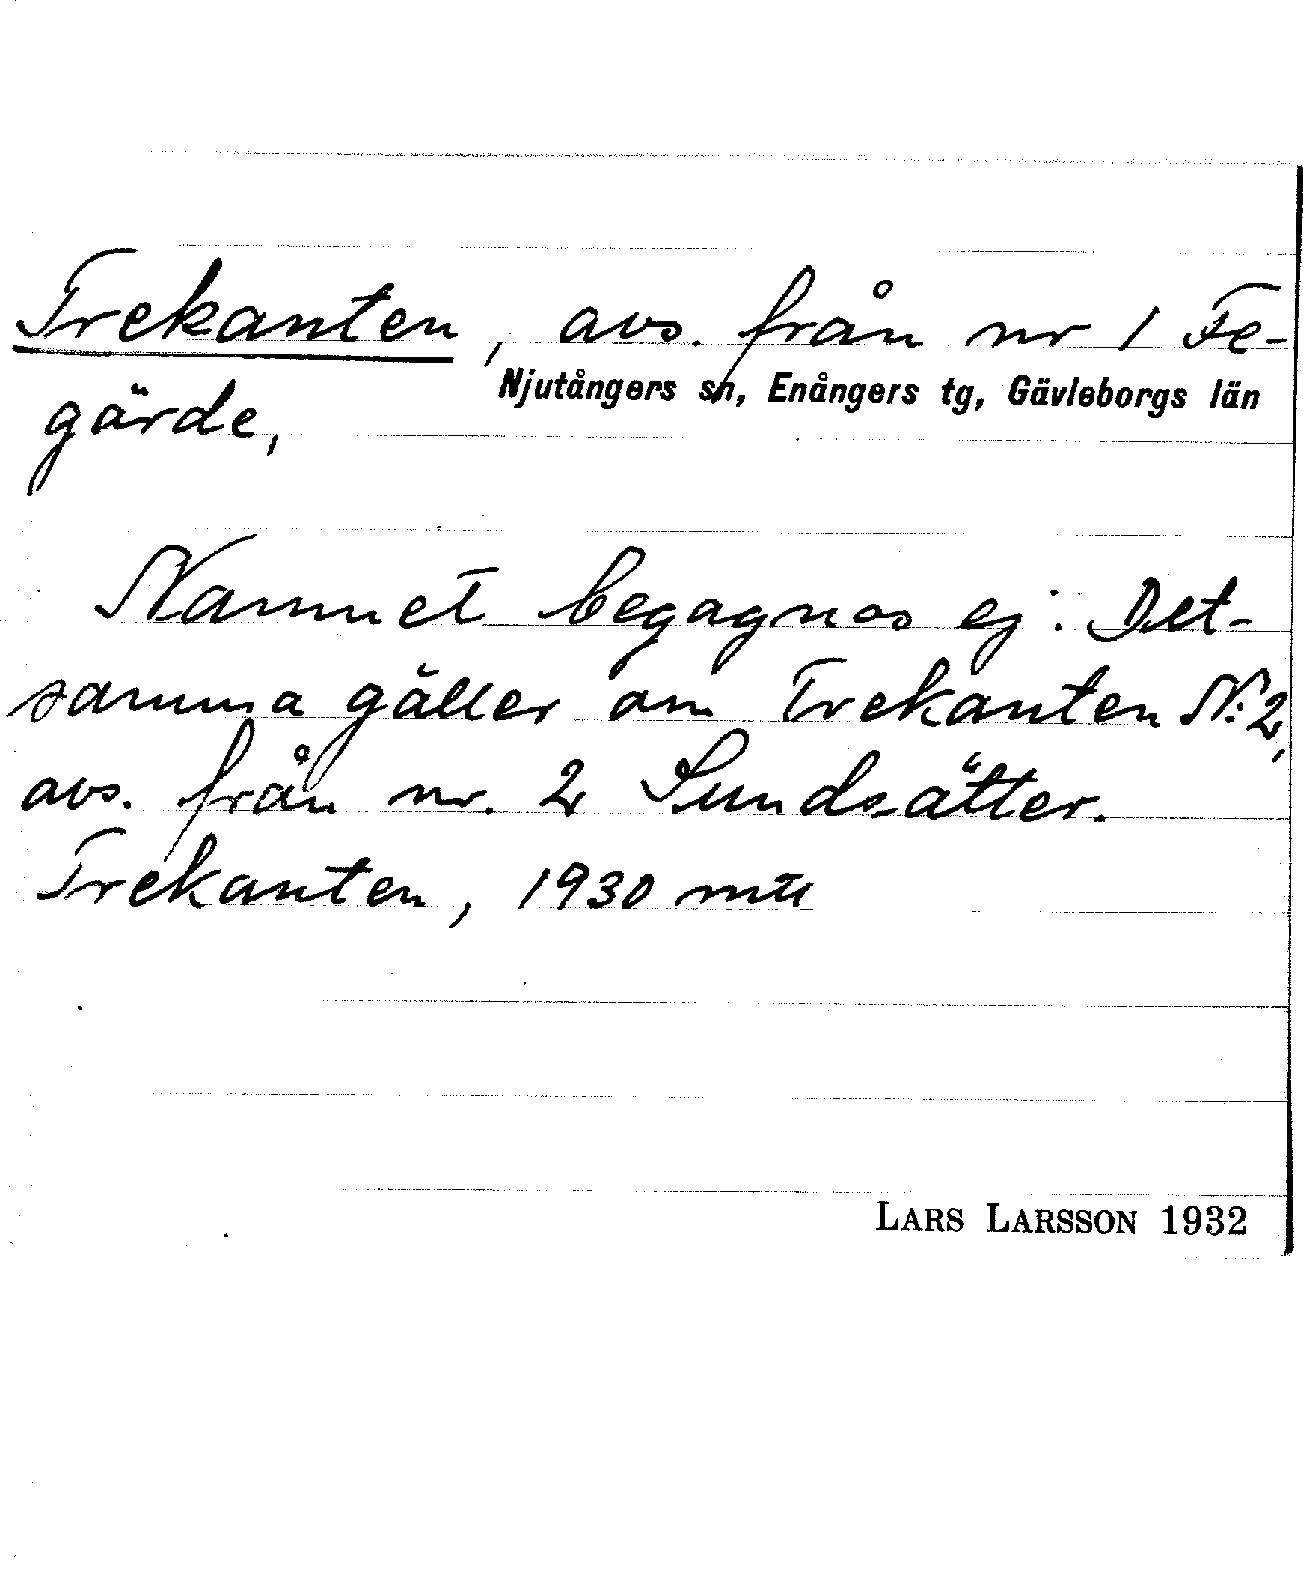 Trekanten, avs. från nr 1 Fe-
Njutångers sn, Enångers tg, Gävleborgs län
gärde,
Namnet begagnas ej. Det-
samma gäller om Trekanten N:2,
avs. från nr. 2 Sundsätter.
Trekanten, 1930 mtl
LARS LARSSON 1932